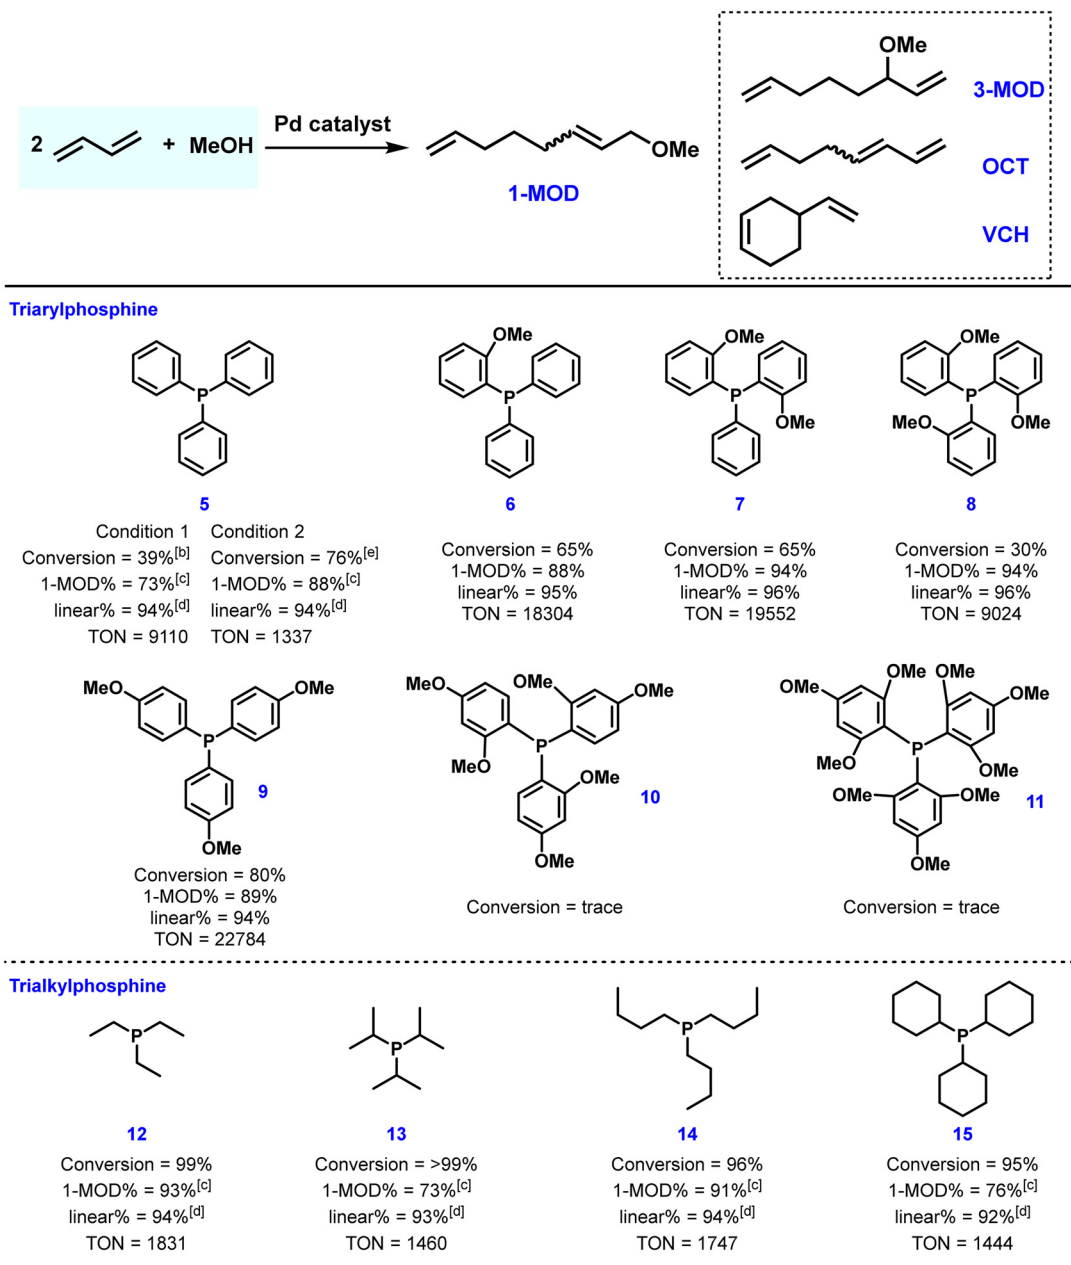 2
+ MeOH
Pd catalyst
OMe
1-MOD
OMe
3-MOD
OCT
VCH
Triarylphosphine
P
5
Condition 1 Condition 2
Conversion = 39%[b] Conversion = 76%[e]
1-MOD% = 73%[c] 1-MOD% = 88%[c]
linear% = 94%[d] linear% = 94%[d]
TON = 9110 TON = 1337
OMe
P
6
Conversion = 65%
1-MOD% = 88%
linear% = 95%
TON = 18304
OMe
P
OMe
7
Conversion = 65%
1-MOD% = 94%
linear% = 96%
TON = 19552
OMe
P
MeO OMe
8
Conversion = 30%
1-MOD% = 94%
linear% = 96%
TON = 9024
MeO OMe
P
9
OMe
Conversion = 80%
1-MOD% = 89%
linear% = 94%
TON = 22784
MeO OMe OMe
P
MeO OMe
10
OMe
Conversion = trace
MeO OMe OMe OMe
P
MeO OMe
MeO OMe
11
OMe
Conversion = trace
Trialkylphosphine
P
12
Conversion = 99%
1-MOD% = 93%[c]
linear% = 94%[d]
TON = 1831
P
13
Conversion = >99%
1-MOD% = 73%[c]
linear% = 93%[d]
TON = 1460
P
14
Conversion = 96%
1-MOD% = 91%[c]
linear% = 94%[d]
TON = 1747
P
15
Conversion = 95%
1-MOD% = 76%[c]
linear% = 92%[d]
TON = 1444